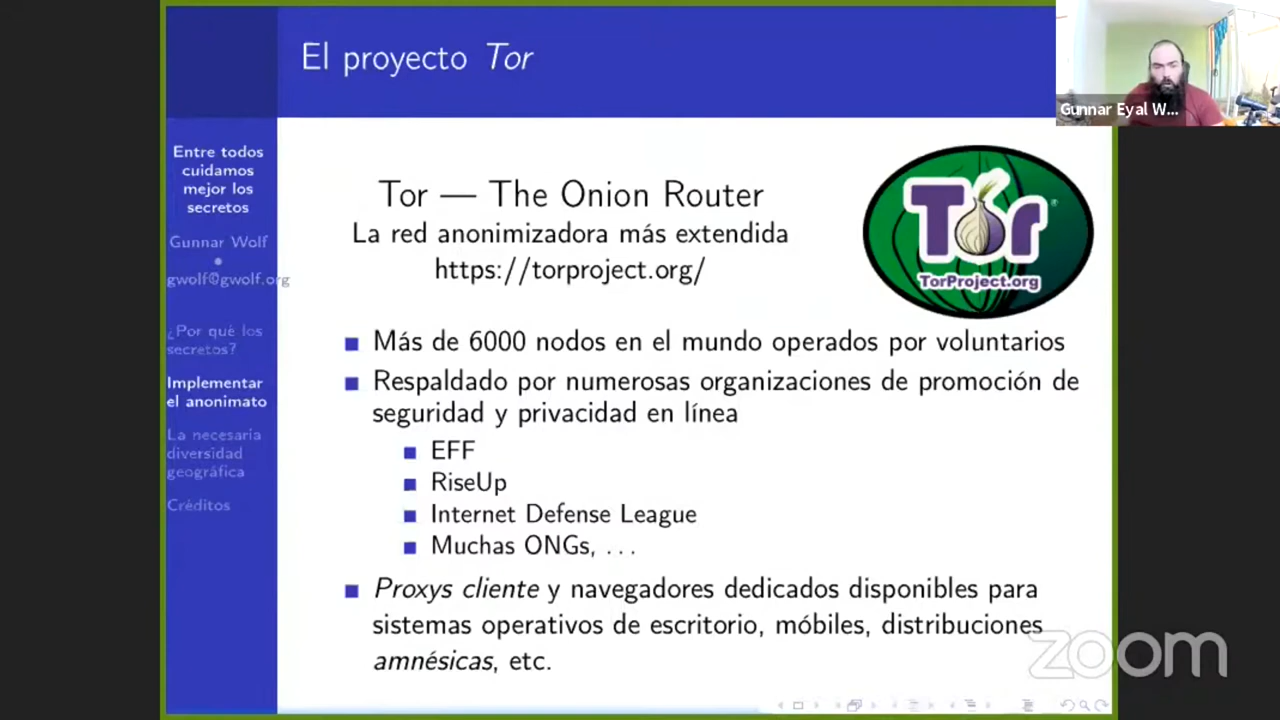 El proyecto Tor
Gunnar Eyal W...
Entre todos
cuidamos
mejor los
secretos
Gunnar Wolf
gwolf@gwolf.org
¿Por qué los
secretos?
Implementar
el anonimato
La necesaria
diversidad
geográfica
Créditos
Tor — The Onion Router
La red anonimizadora más extendida
https://torproject.org/
Tor
TorProject.org
Más de 6000 nodos en el mundo operados por voluntarios
Respaldado por numerosas organizaciones de promoción de
seguridad y privacidad en línea
EFF
RiseUp
Internet Defense League
Muchas ONGs, ...
Proxys cliente y navegadores dedicados disponibles para
sistemas operativos de escritorio, móbiles, distribuciones
amnésicas, etc.
zoom